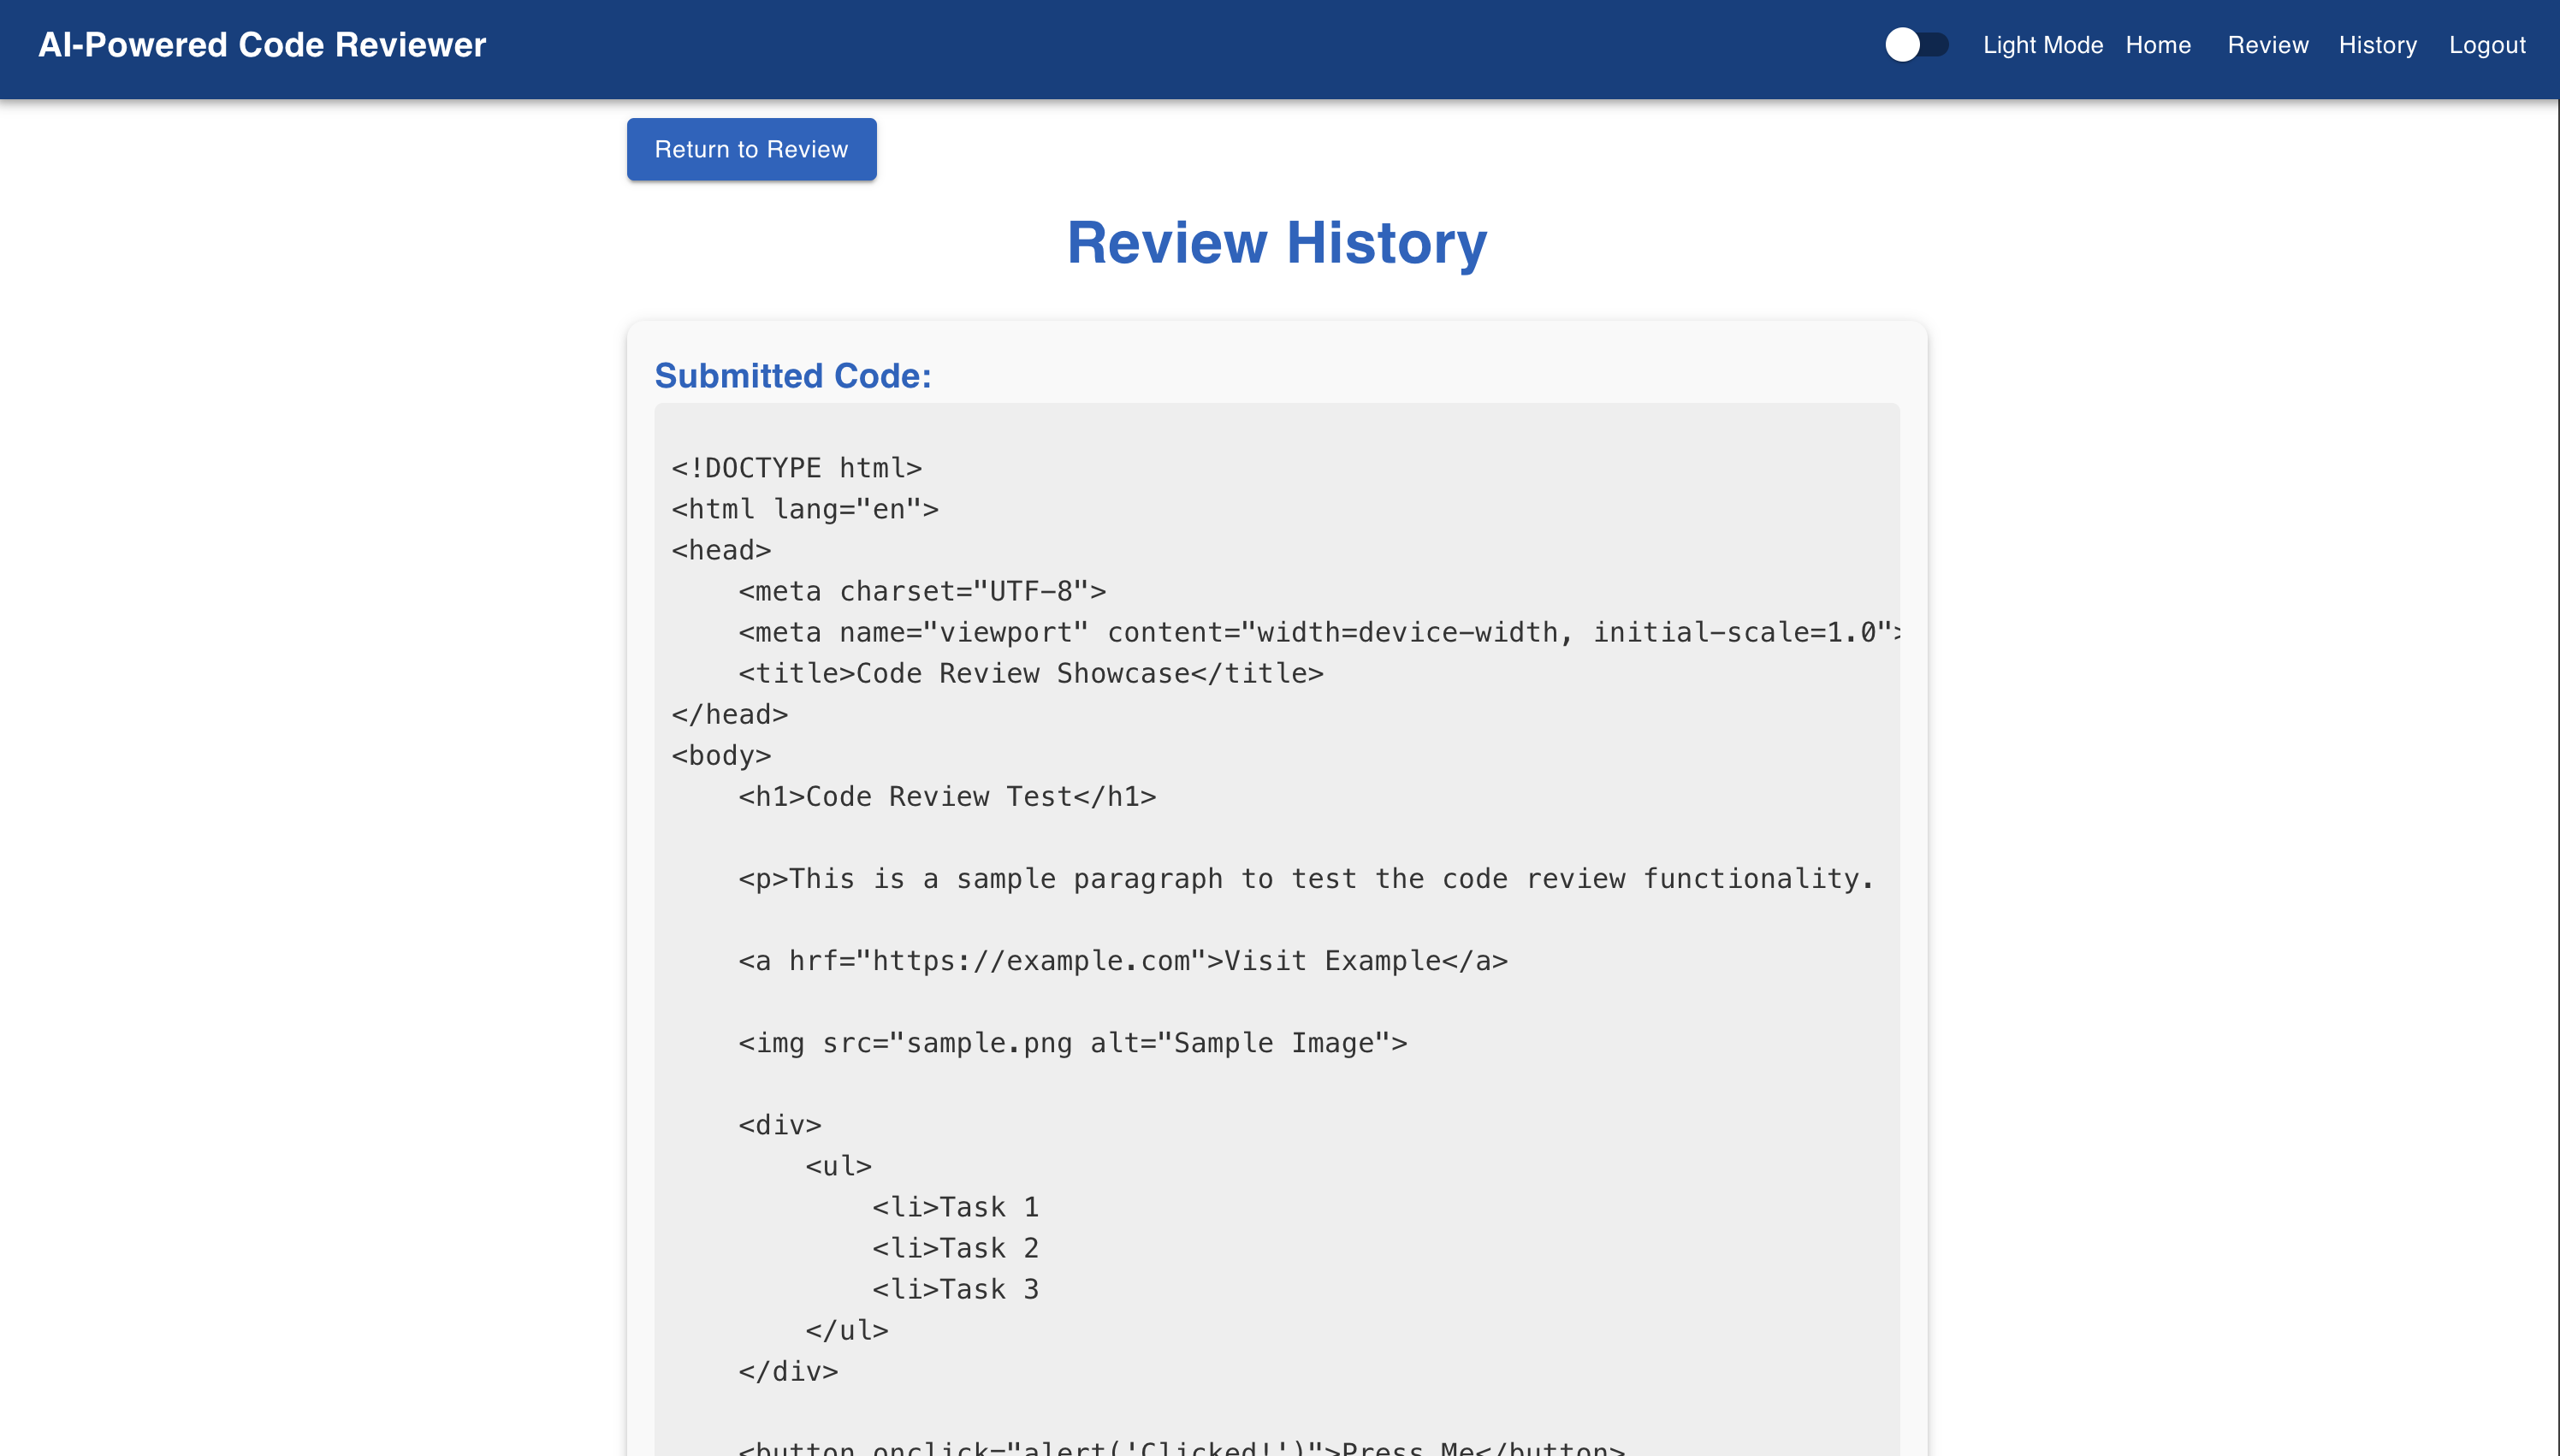 AI-Powered Code Reviewer
Light Mode Home Review History Logout
Return to Review
Review History
Submitted Code:
<!DOCTYPE html>
<html lang="en">
<head>
    <meta charset="UTF-8">
    <meta name="viewport" content="width=device-width, initial-scale=1.0">
    <title>Code Review Showcase</title>
</head>
<body>
    <h1>Code Review Test</h1>
    <p>This is a sample paragraph to test the code review functionality.
    <a hrf="https://example.com">Visit Example</a>
    <img src="sample.png alt="Sample Image">
    <div>
        <ul>
            <li>Task 1
            <li>Task 2
            <li>Task 3
        </ul>
    </div>
    <button onclick="alert('Clicked!')">Press Me</button>